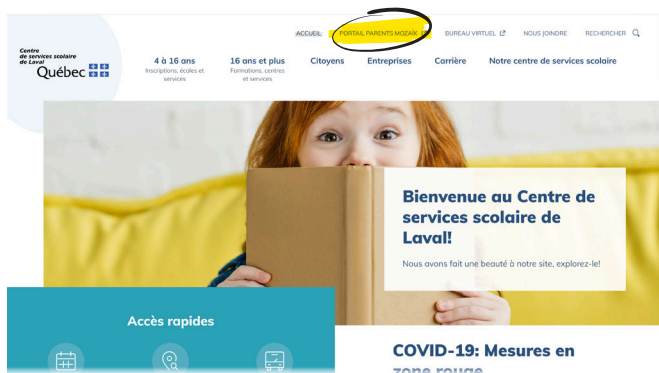 ACCUEIL
PORTAIL PARENTS MOZAÏK
BUREAU VIRTUEL
NOUS JOINDRE
RECHERCHER
Centre
de services scolaire
de Laval
Québec
4 à 16 ans
Inscriptions, écoles et
services
16 ans et plus
Formations, centres
et services
Citoyens
Entreprises
Carrière
Notre centre de services scolaire
Bienvenue au Centre de
services scolaire de
Laval!
Nous avons fait une beauté à notre site, explorez-le!
Accès rapides
COVID-19: Mesures en
zone rouge